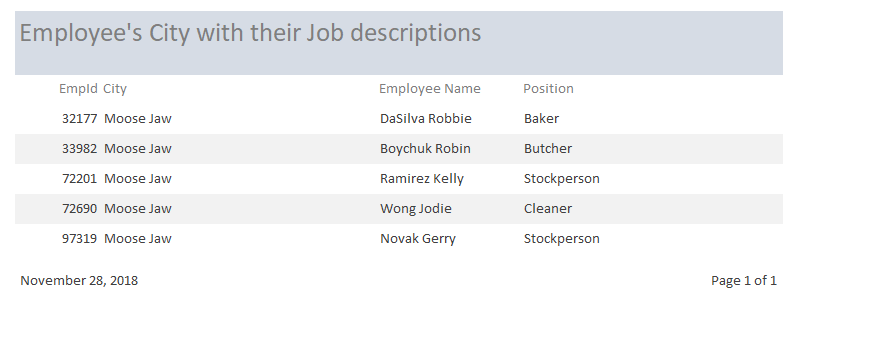 Employee's City with their Job descriptions
EmpId City Employee Name Position
32177 Moose Jaw DaSilva Robbie Baker
33982 Moose Jaw Boychuk Robin Butcher
72201 Moose Jaw Ramirez Kelly Stockperson
72690 Moose Jaw Wong Jodie Cleaner
97319 Moose Jaw Novak Gerry Stockperson
November 28, 2018 Page 1 of 1